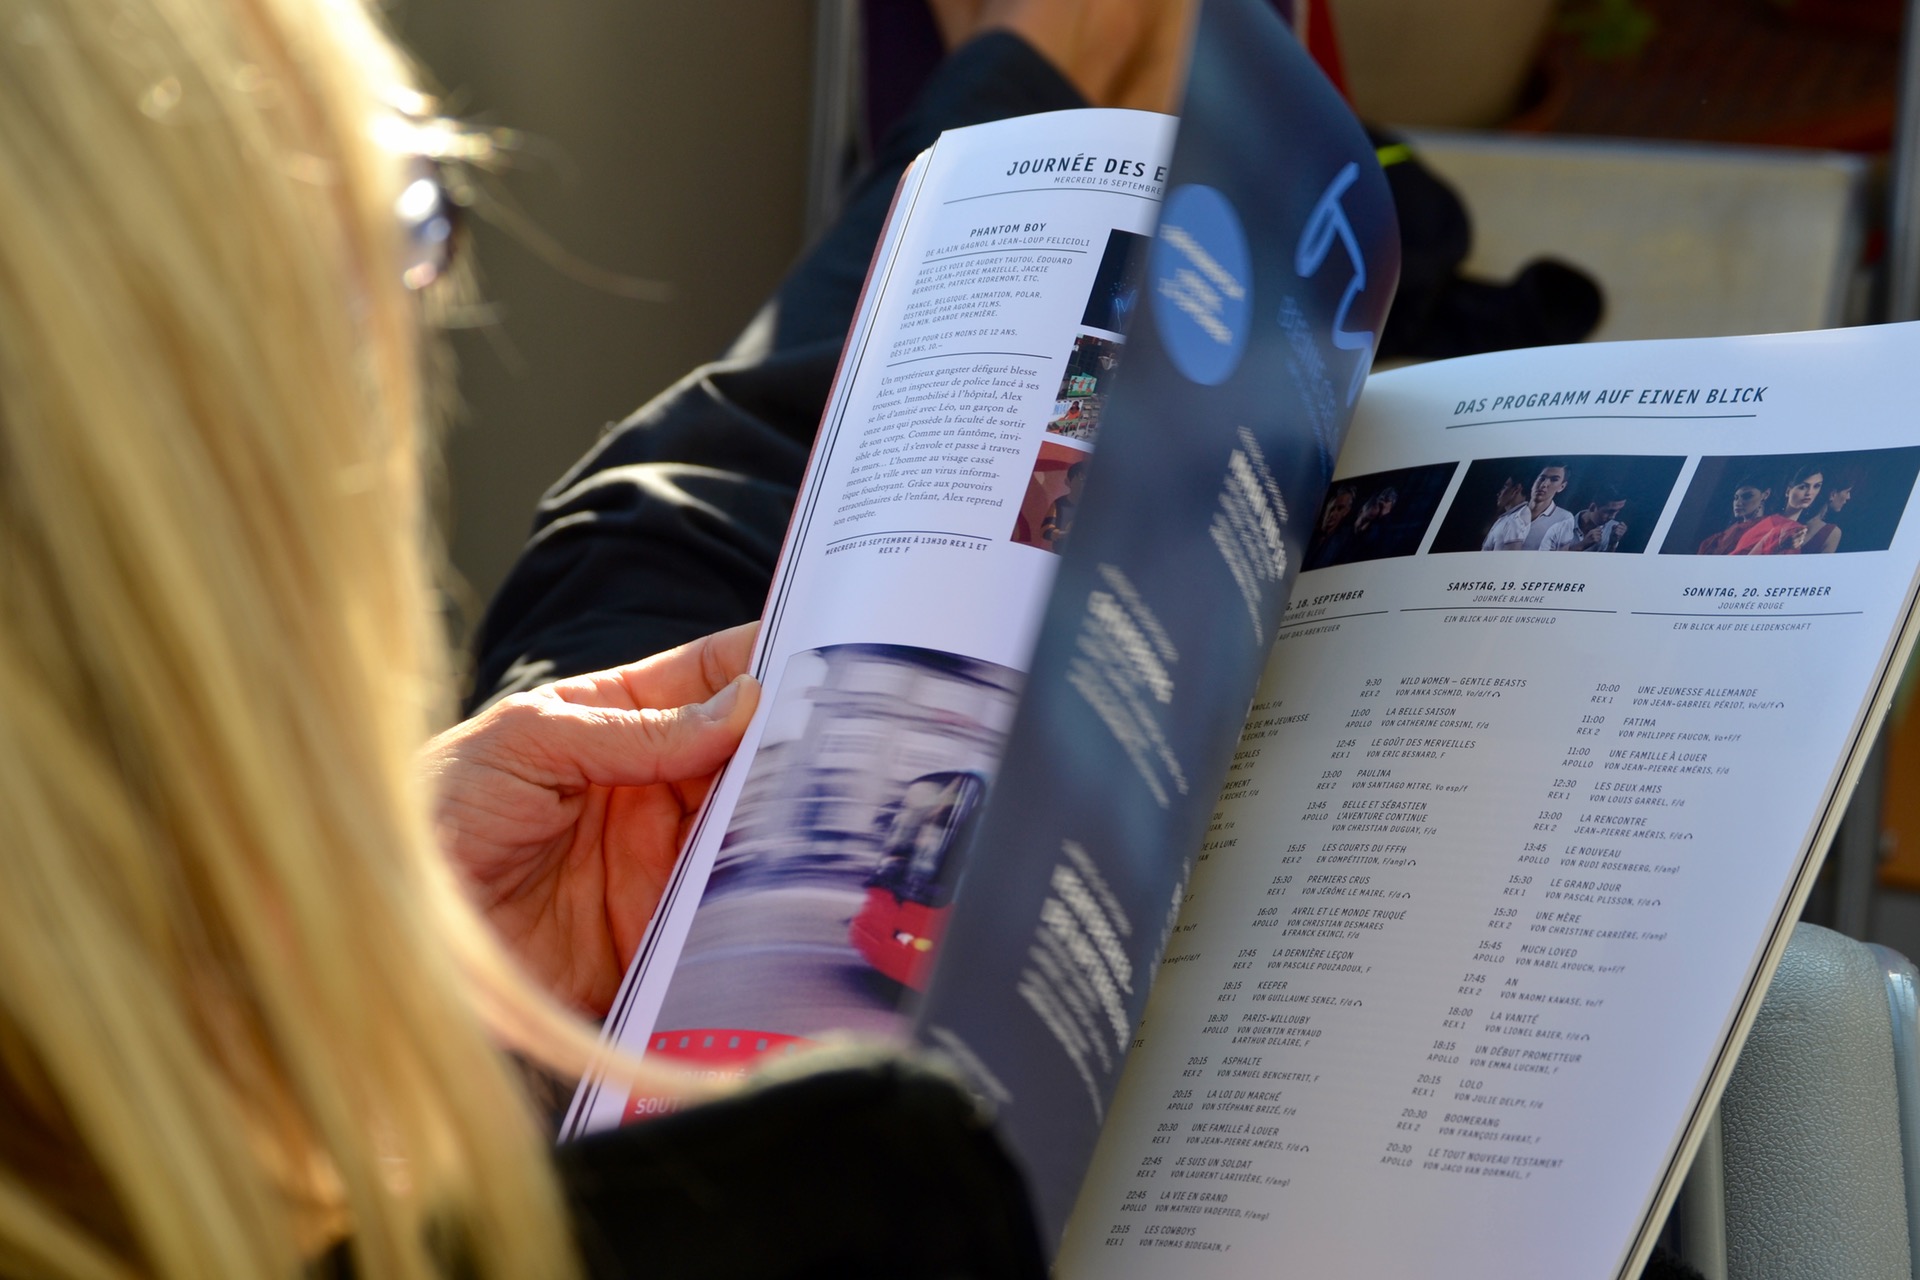 JOURNÉE DES E
MERCREDI 16 SEPTEMBRE
PHANTOM BOY
DE ALAIN GAGNOL & JEAN-LOUP FELICIOLI
AVEC LES VOIX DE AUDREY TAUTOU, ÉDOUARD
BAER, JEAN-PIERRE MARIELLE, JACKIE
BERROYER, PATRICK RIDREMONT, ETC.
FRANCE, BELGIQUE, ANIMATION, POLAR.
DISTRIBUÉ PAR AGORA FILMS.
1H24 MIN. GRANDE PREMIÈRE.
GRATUIT POUR LES MOINS DE 12 ANS,
DÈS 12 ANS, 10.–
Un mystérieux gangster défiguré blesse
Alex, un inspecteur de police lancé à ses
trousses. Immobilisé à l'hôpital, Alex
se lie d'amitié avec Léo, un garçon de
onze ans qui possède la faculté de sortir
de son corps. Comme un fantôme, invi-
sible de tous, il s'envole et passe à travers
les murs... L'homme au visage cassé
menace la ville avec un virus informa-
tique foudroyant. Grâce aux pouvoirs
extraordinaires de l'enfant, Alex reprend
son enquête.
MERCREDI 16 SEPTEMBRE À 13H30 REX 1 ET
REX 2 F
SOUT
DAS PROGRAMM AUF EINEN BLICK
G, 18. SEPTEMBER
JOURNÉE BLEUE
AUF DAS ABENTEUER
SAMSTAG, 19. SEPTEMBER
JOURNÉE BLANCHE
EIN BLICK AUF DIE UNSCHULD
9:30 WILD WOMEN – GENTLE BEASTS
REX 2 VON ANKA SCHMID, Vo/d/f
11:00 LA BELLE SAISON
APOLLO VON CATHERINE CORSINI, F/d
12:45 LE GOÛT DES MERVEILLES
REX 1 VON ERIC BESNARD, F
13:00 PAULINA
REX 2 VON SANTIAGO MITRE, Vo esp/f
13:45 BELLE ET SÉBASTIEN
APOLLO L'AVENTURE CONTINUE
VON CHRISTIAN DUGUAY, F/d
15:15 LES COURTS DU FFFH
REX 2 EN COMPÉTITION, F/angl
15:30 PREMIERS CRUS
REX 1 VON JÉRÔME LE MAIRE, F/d
16:00 AVRIL ET LE MONDE TRUQUÉ
APOLLO VON CHRISTIAN DESMARES
& FRANCK EKINCI, F/d
17:45 LA DERNIÈRE LEÇON
REX 2 VON PASCALE POUZADOUX, F
18:15 KEEPER
REX 1 VON GUILLAUME SENEZ, F/d
18:30 PARIS-WILLOUBY
APOLLO VON QUENTIN REYNAUD
& ARTHUR DELAIRE, F
20:15 ASPHALTE
REX 2 VON SAMUEL BENCHETRIT, F
20:15 LA LOI DU MARCHÉ
APOLLO VON STÉPHANE BRIZÉ, F/d
20:30 UNE FAMILLE À LOUER
REX 1 VON JEAN-PIERRE AMÉRIS, F/d
22:45 JE SUIS UN SOLDAT
REX 2 VON LAURENT LARIVIÈRE, F/angl
22:45 LA VIE EN GRAND
APOLLO VON MATHIEU VADEPIED, F/angl
23:15 LES COWBOYS
REX 1 VON THOMAS BIDEGAIN, F
SONNTAG, 20. SEPTEMBER
JOURNÉE ROUGE
EIN BLICK AUF DIE LEIDENSCHAFT
10:00 UNE JEUNESSE ALLEMANDE
REX 1 VON JEAN-GABRIEL PÉRIOT, Vo/d/f
11:00 FATIMA
REX 2 VON PHILIPPE FAUCON, Vo+F/f
11:00 UNE FAMILLE À LOUER
APOLLO VON JEAN-PIERRE AMÉRIS, F/d
12:30 LES DEUX AMIS
REX 1 VON LOUIS GARREL, F/d
13:00 LA RENCONTRE
REX 2 JEAN-PIERRE AMÉRIS, F/d
13:45 LE NOUVEAU
APOLLO VON RUDI ROSENBERG, F/angl
15:30 LE GRAND JOUR
REX 1 VON PASCAL PLISSON, F/d
15:30 UNE MÈRE
REX 2 VON CHRISTINE CARRIÈRE, F/angl
15:45 MUCH LOVED
APOLLO VON NABIL AYOUCH, Vo+F/f
17:45 AN
REX 2 VON NAOMI KAWASE, Vo/f
18:00 LA VANITÉ
REX 1 VON LIONEL BAIER, F/d
18:15 UN DÉBUT PROMETTEUR
APOLLO VON EMMA LUCHINI, F
20:15 LOLO
REX 1 VON JULIE DELPY, F/d
20:30 BOOMERANG
REX 2 VON FRANÇOIS FAVRAT, F
20:30 LE TOUT NOUVEAU TESTAMENT
APOLLO VON JACO VAN DORMAEL, F